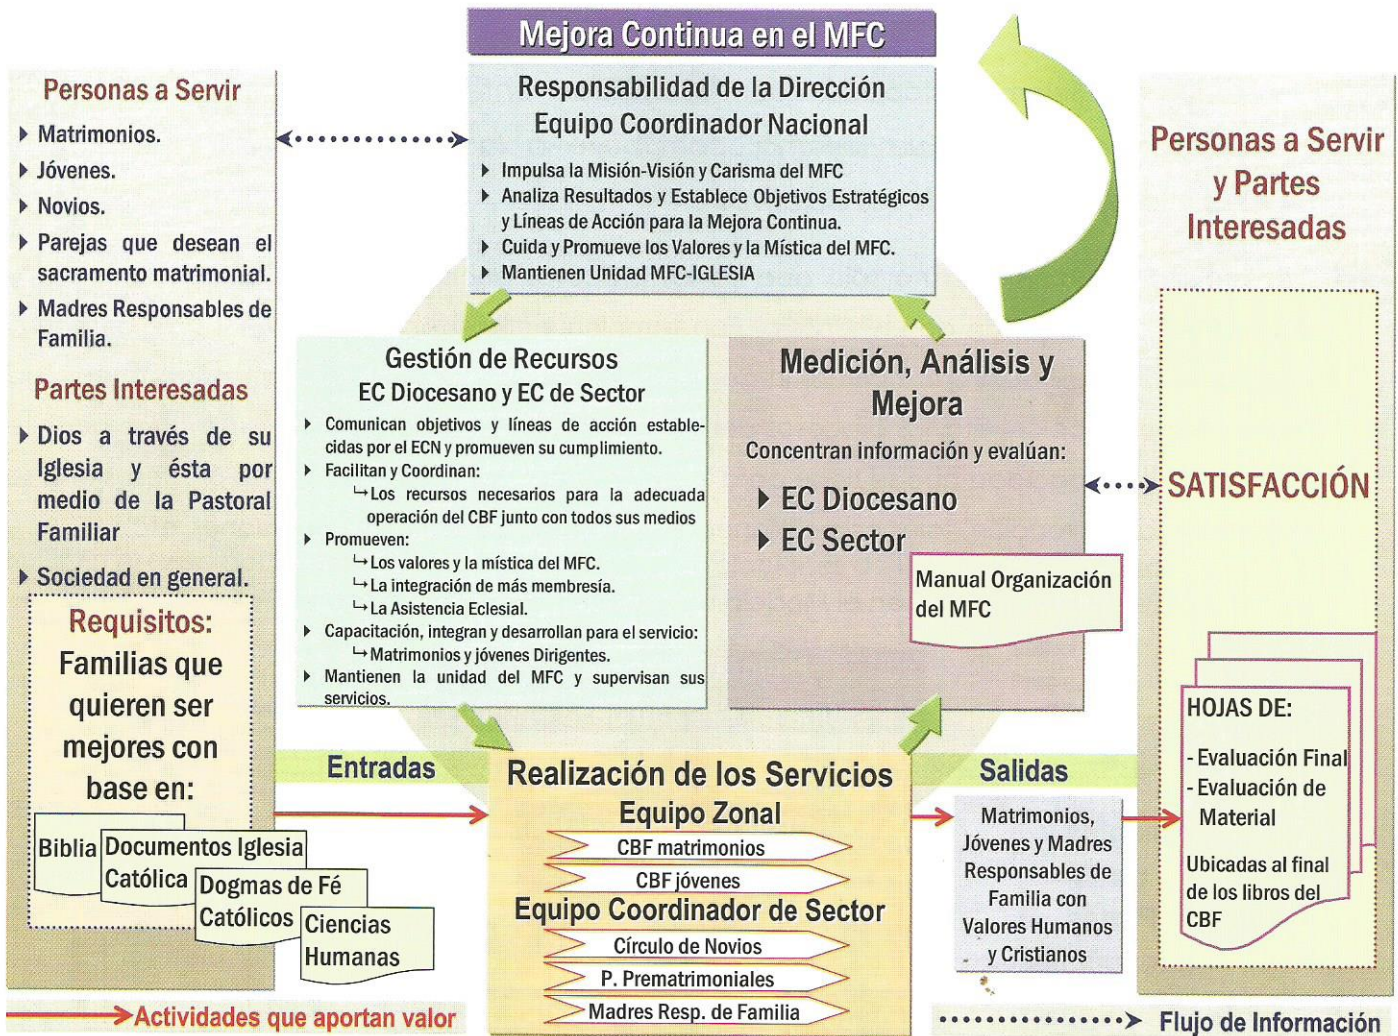 Mejora Continua en el MFC
Personas a Servir
Matrimonios.
Jóvenes.
Novios.
Parejas que desean el
sacramento matrimonial.
Madres Responsables de
Familia.
Partes Interesadas
Dios a través de su
Iglesia y ésta por
medio de la Pastoral
Familiar
Sociedad en general.
Requisitos:
Familias que
quieren ser
mejores con
base en:
Biblia
Documentos Iglesia
Católica
Dogmas de Fé
Católicos
Ciencias
Humanas
Responsabilidad de la Dirección
Equipo Coordinador Nacional
Impulsa la Misión-Visión y Carisma del MFC
Analiza Resultados y Establece Objetivos Estratégicos
y Líneas de Acción para la Mejora Continua.
Cuida y Promueve los Valores y la Mística del MFC.
Mantienen Unidad MFC-IGLESIA
Gestión de Recursos
EC Diocesano y EC de Sector
Comunican objetivos y líneas de acción estable-
cidas por el ECN y promueven su cumplimiento.
Facilitan y Coordinan:
Los recursos necesarios para la adecuada
operación del CBF junto con todos sus medios
Promueven:
Los valores y la mística del MFC.
La integración de más membresía.
La Asistencia Eclesial.
Capacitación, integran y desarrollan para el servicio:
Matrimonios y jóvenes Dirigentes.
Mantienen la unidad del MFC y supervisan sus
servicios.
Medición, Análisis y
Mejora
Concentran información y evalúan:
EC Diocesano
EC Sector
Manual Organización
del MFC
Entradas
Realización de los Servicios
Equipo Zonal
CBF matrimonios
CBF jóvenes
Equipo Coordinador de Sector
Círculo de Novios
P. Prematrimoniales
Madres Resp. de Familia
Salidas
Matrimonios,
Jóvenes y Madres
Responsables de
Familia con
Valores Humanos
y Cristianos
Personas a Servir
y Partes
Interesadas
SATISFACCIÓN
HOJAS DE:
- Evaluación Final
- Evaluación de
Material
Ubicadas al final
de los libros del
CBF
Actividades que aportan valor
Flujo de Información